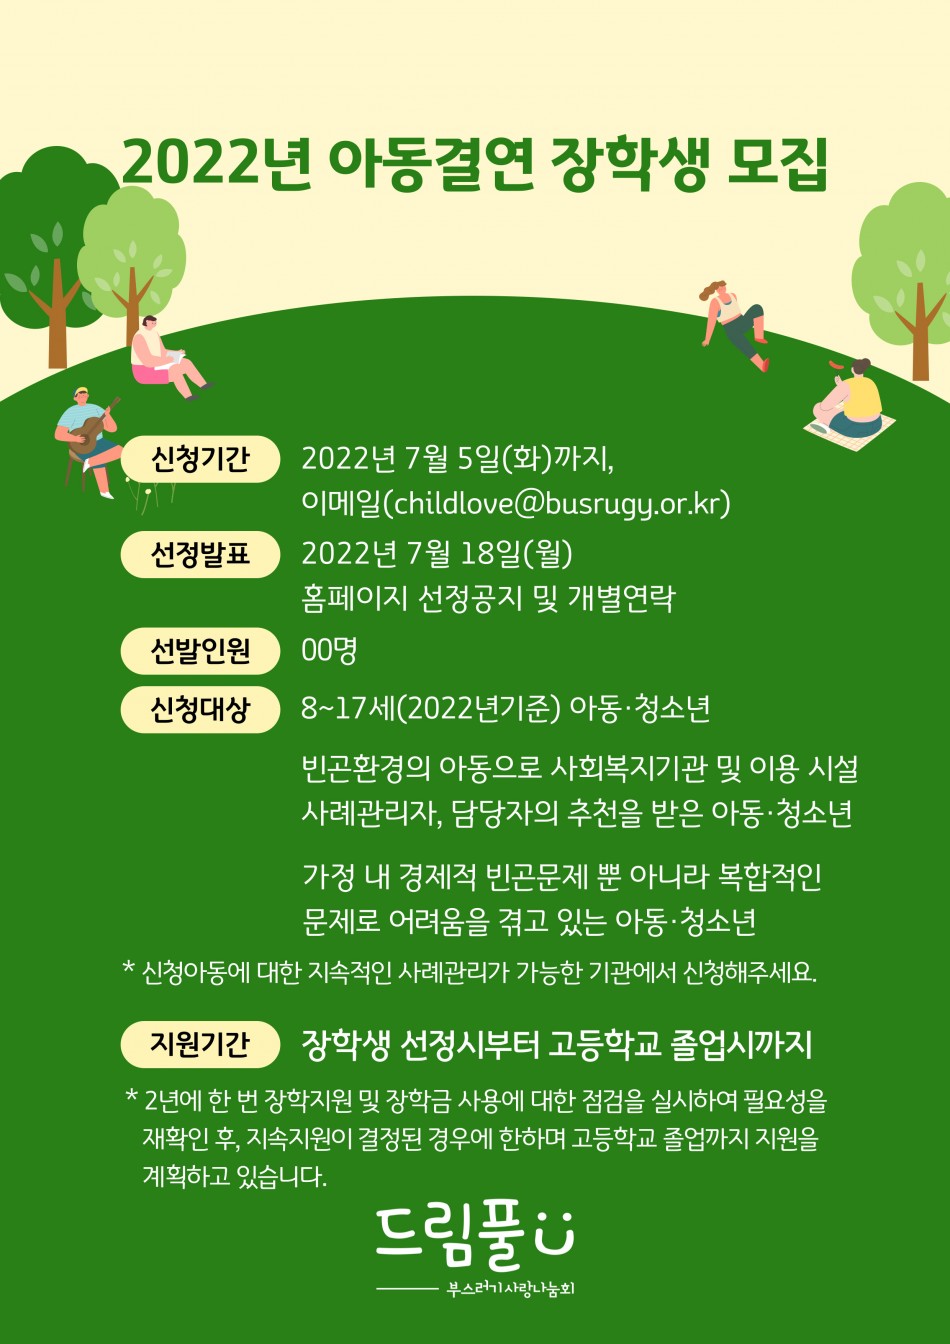 2022년 아동결연 장학생 모집
신청기간 2022년 7월 5일(화)까지,
이메일(childlove@busrugy.or.kr)
선정발표 2022년 7월 18일(월)
홈페이지 선정공지 및 개별연락
선발인원 00명
신청대상 8~17세(2022년기준) 아동·청소년
빈곤환경의 아동으로 사회복지기관 및 이용 시설
사례관리자, 담당자의 추천을 받은 아동·청소년
가정 내 경제적 빈곤문제 뿐 아니라 복합적인
문제로 어려움을 겪고 있는 아동·청소년
* 신청아동에 대한 지속적인 사례관리가 가능한 기관에서 신청해주세요.
지원기간 장학생 선정시부터 고등학교 졸업시까지
* 2년에 한 번 장학지원 및 장학금 사용에 대한 점검을 실시하여 필요성을
재확인 후, 지속지원이 결정된 경우에 한하며 고등학교 졸업까지 지원을
계획하고 있습니다.
드림풀
부스러기사랑나눔회